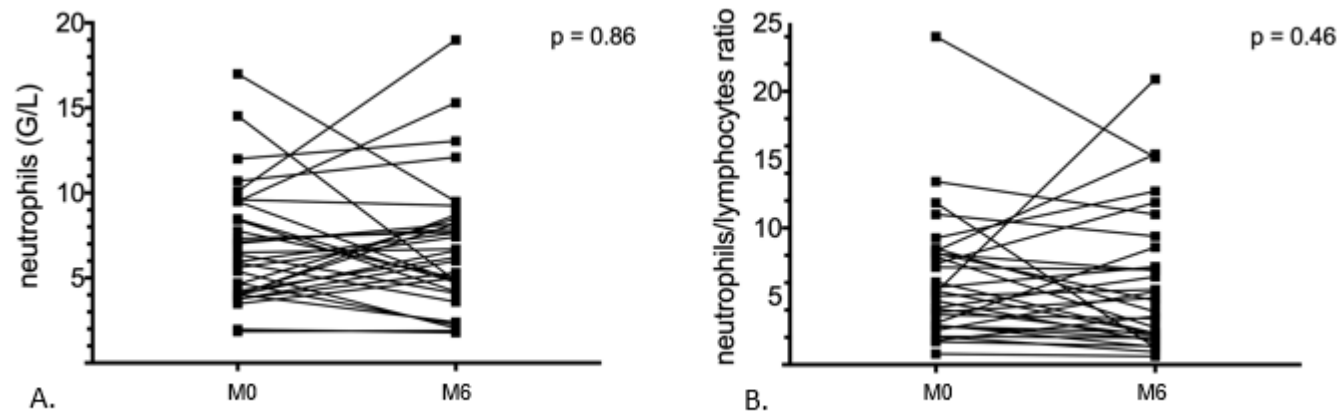 neutrophils (G/L)
20
15
10
5
p = 0.86
M0
M6
A.
neutrophils/lymphocytes ratio
25
20
15
10
5
p = 0.46
M0
M6
B.